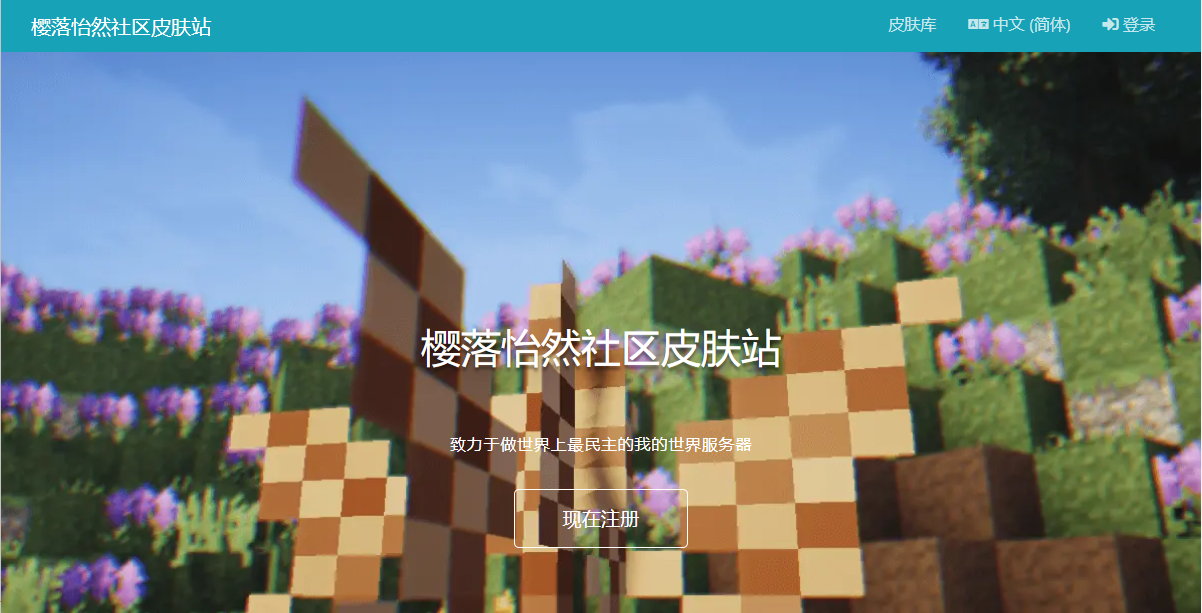 樱落怡然社区皮肤站
皮肤库 中文 (简体) 登录
樱落怡然社区皮肤站
致力于做世界上最民主的我的世界服务器
现在注册